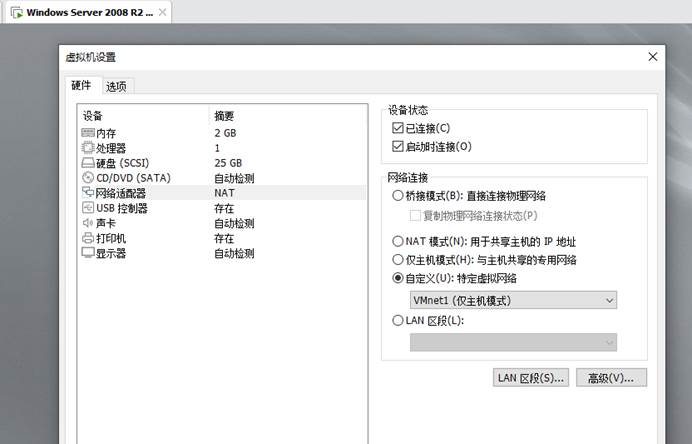 Windows Server 2008 R2 ...
虚拟机设置
硬件 选项
设备 摘要
内存 2 GB
处理器 1
硬盘 (SCSI) 25 GB
CD/DVD (SATA) 自动检测
网络适配器 NAT
USB 控制器 存在
声卡 自动检测
打印机 存在
显示器 自动检测
设备状态
已连接(C)
启动时连接(O)
网络连接
桥接模式(B): 直接连接物理网络
复制物理网络连接状态(P)
NAT 模式(N): 用于共享主机的 IP 地址
仅主机模式(H): 与主机共享的专用网络
自定义(U): 特定虚拟网络
VMnet1 (仅主机模式)
LAN 区段(L):
LAN 区段(S)... 高级(V)...